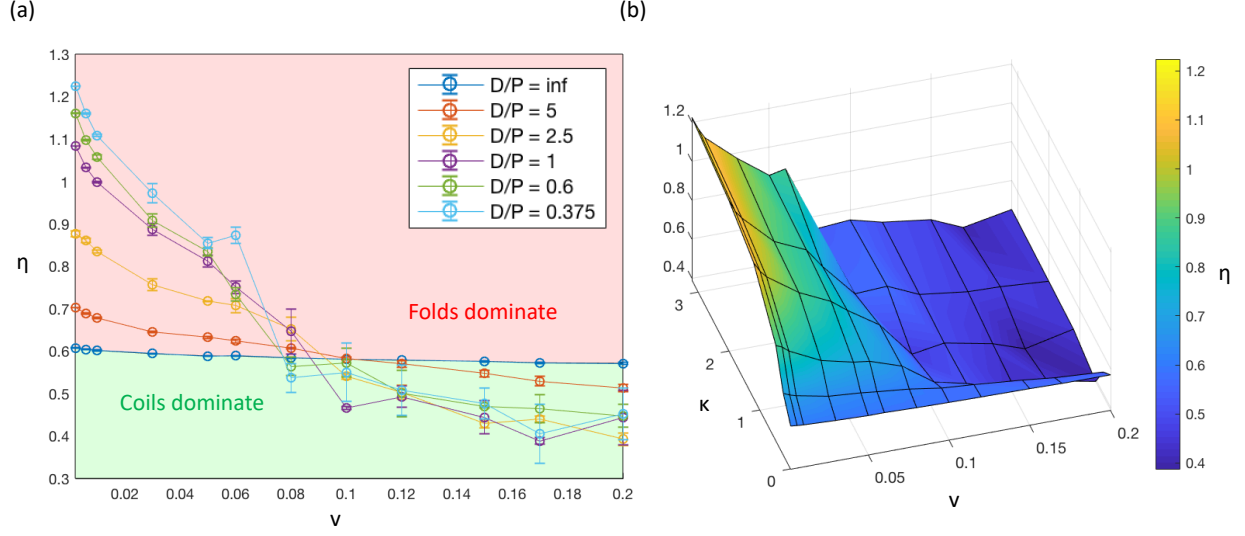 (a)
1.3
1.2
1.1
1
0.9
0.8
0.7
0.6
0.5
0.4
0.3
η
0.02
0.04
0.06
0.08
0.1
0.12
0.14
0.16
0.18
0.2
v
D/P = inf
D/P = 5
D/P = 2.5
D/P = 1
D/P = 0.6
D/P = 0.375
Folds dominate
Coils dominate
(b)
1.2
1
0.8
0.6
0.4
3
2
1
0
κ
0.05
0.1
0.15
0.2
v
1.2
1.1
1
0.9
0.8
0.7
0.6
0.5
0.4
η